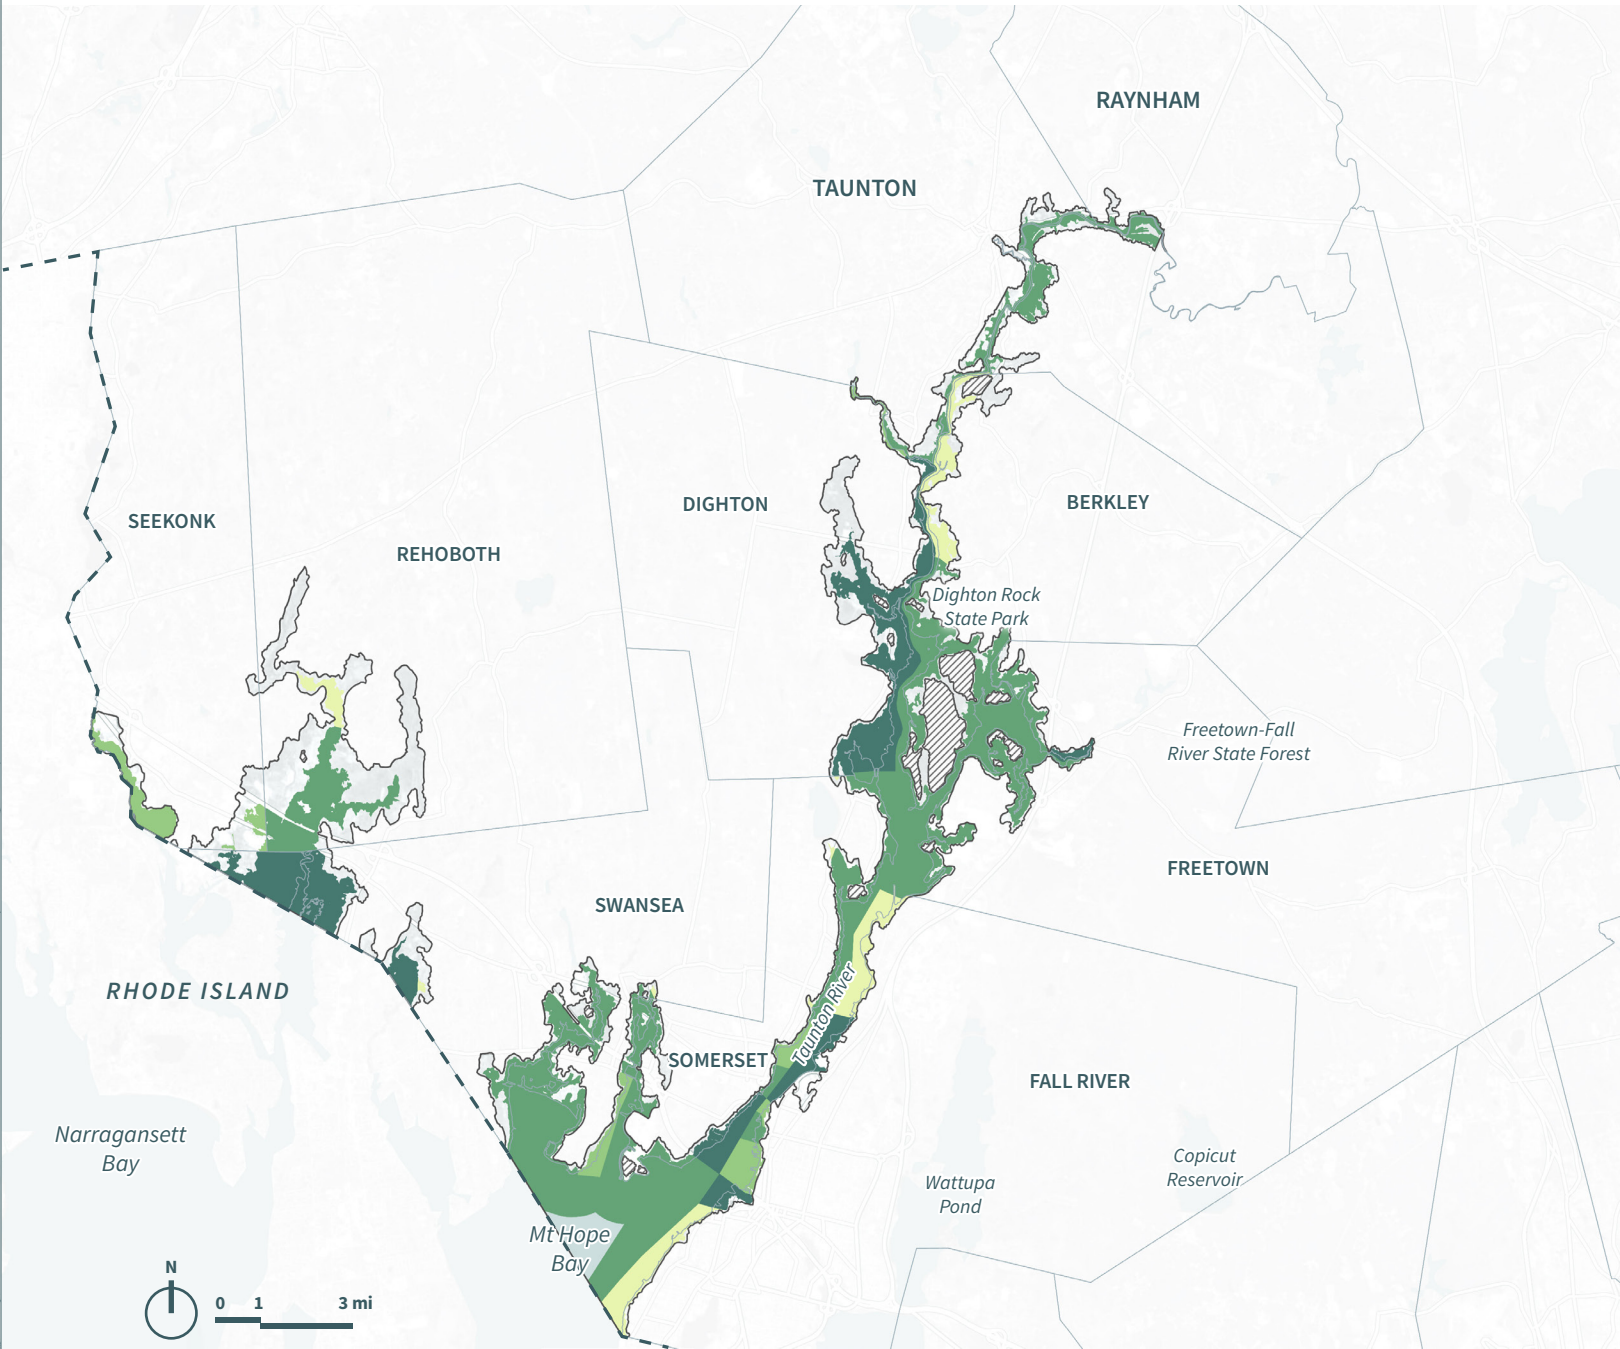 RAYNHAM
TAUNTON
DIGHTON
BERKLEY
SEEKONK
REHOBOTH
Dighton Rock
State Park
Freetown-Fall
River State Forest
FREETOWN
SWANSEA
RHODE ISLAND
Taunton River
SOMERSET
FALL RIVER
Narragansett
Bay
Copicut
Reservoir
Wattupa
Pond
Mt Hope
Bay
N
0 1 3 mi